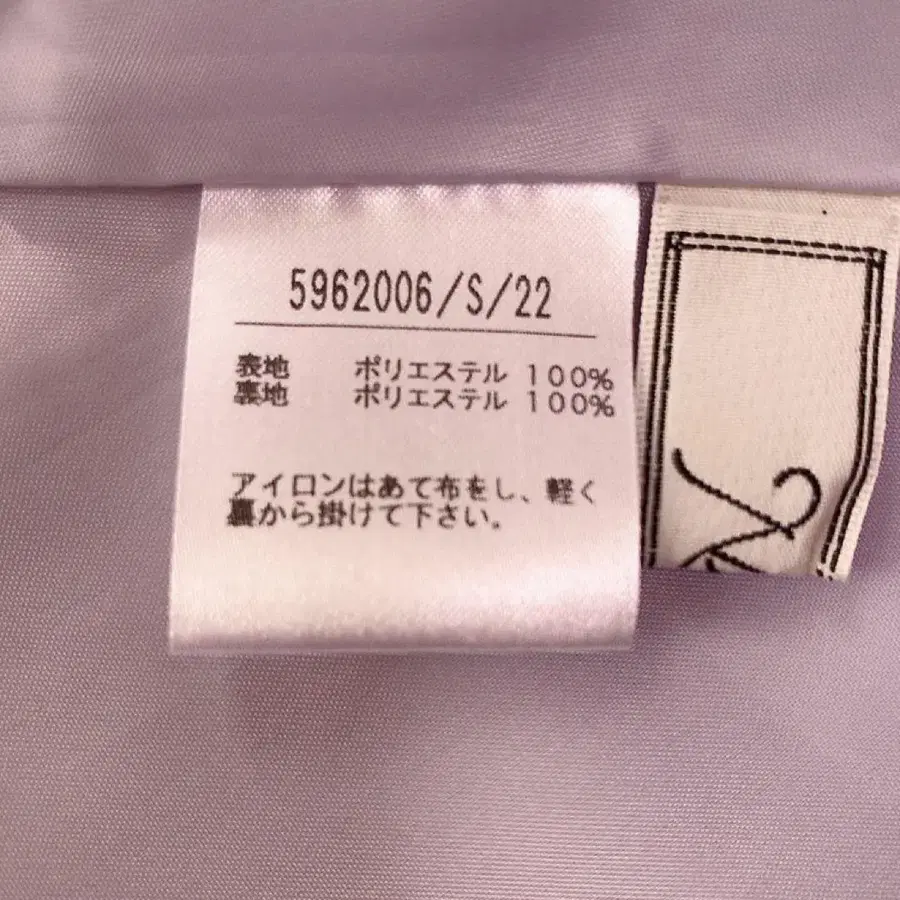 5962006/S/22
表地 ポリエステル 100%
裏地 ポリエステル 100%
アイロンはあて布をし、軽く
裏から掛けて下さい。